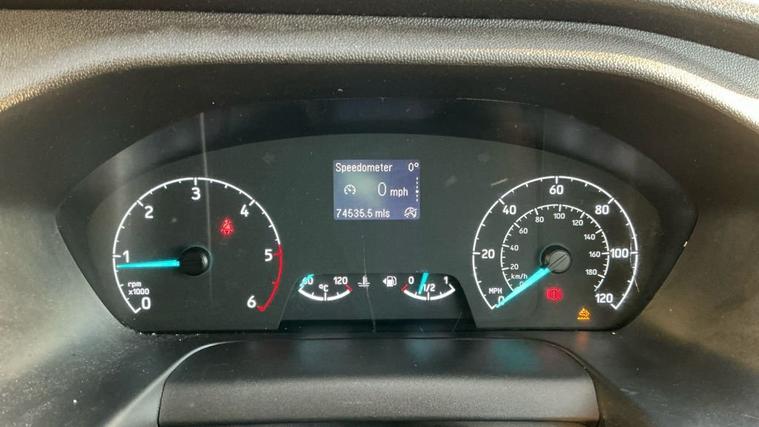 Speedometer 0°
0 mph
74535.5 mls
0 1 2 3 4 5 6
rpm
x1000
60 120
°C
0 1/2 1
0 20 40 60 80 100 120
MPH
20 40 60 80 100 120 140 160 180
km/h